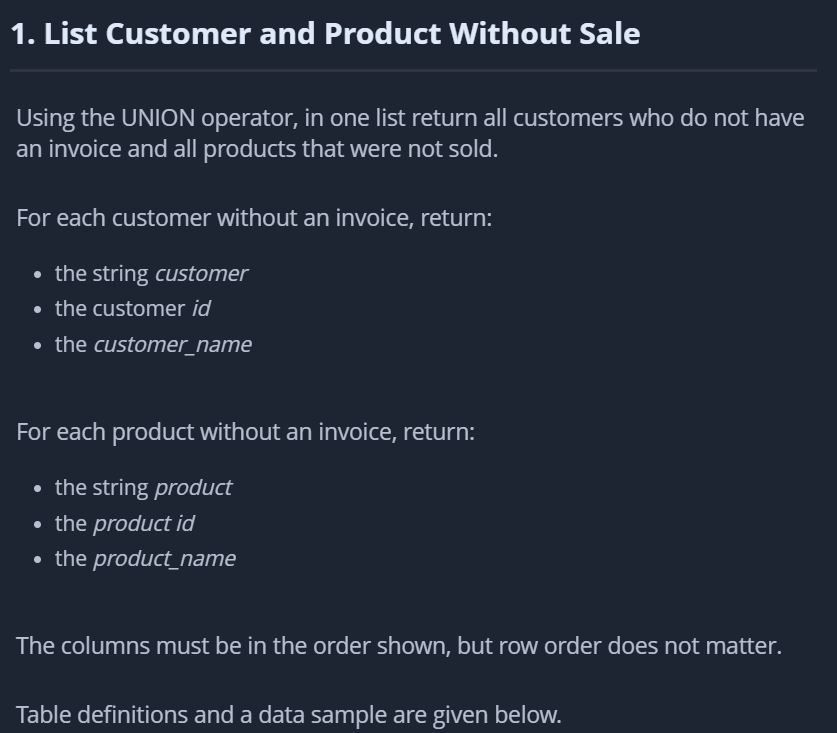 1. List Customer and Product Without Sale
Using the UNION operator, in one list return all customers who do not have
an invoice and all products that were not sold.
For each customer without an invoice, return:
• the string customer
• the customer id
• the customer_name
For each product without an invoice, return:
• the string product
• the product id
• the product_name
The columns must be in the order shown, but row order does not matter.
Table definitions and a data sample are given below.